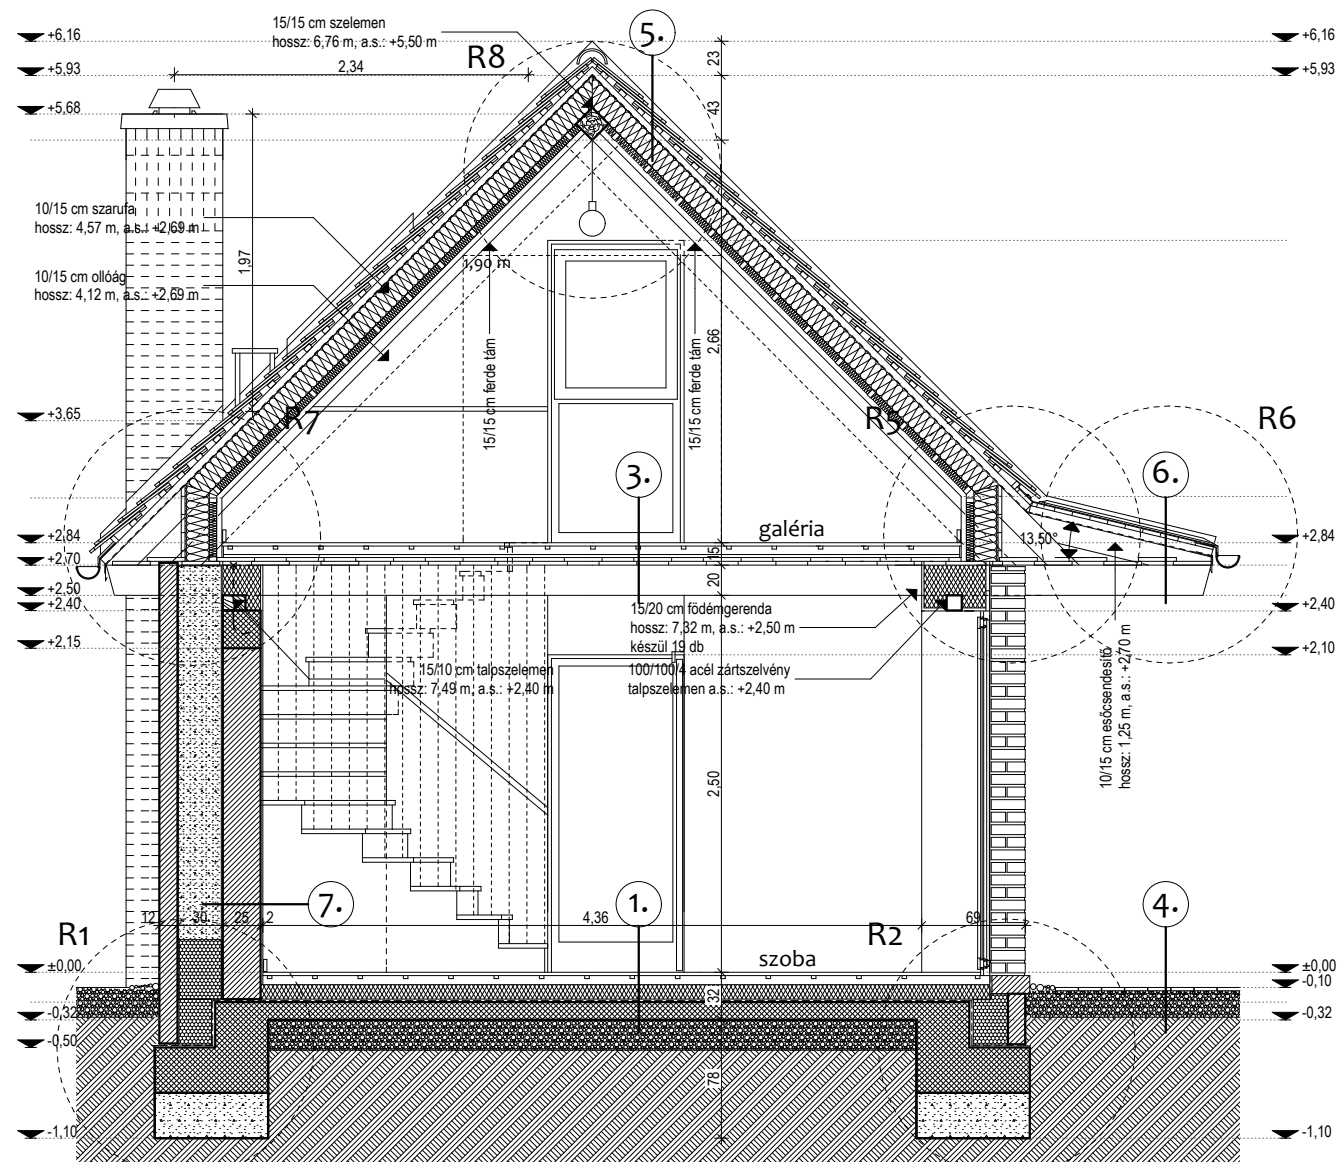 +6,16
15/15 cm szelemen
hossz: 6,76 m, a.s.: +5,50 m
R8
5.
23
+6,16
+5,93
2,34
+5,93
+5,68
43
10/15 cm szarufa
hossz: 4,57 m, a.s.: +2,69 m
1,97
1,90 m
10/15 cm ollóág
hossz: 4,12 m, a.s.: +2,69 m
15/15 cm ferde tám
15/15 cm ferde tám
2,66
+3,65
R7
R5
R6
3.
6.
galéria
+2,84
13,50°
+2,84
+2,70
15
20
+2,50
+2,40
15/20 cm födémgerenda
hossz: 7,32 m, a.s.: +2,50 m
készül 19 db
+2,40
+2,15
+2,10
15/10 cm talpszelemen
hossz: 7,49 m, a.s.: +2,40 m
100/100/4 acél zártszelvény
talpszelemen a.s.: +2,40 m
10/15 cm esőcsendesítő
hossz: 1,25 m, a.s.: +2,70 m
2,50
7.
1.
4.
12
30
25
2
4,36
69
R1
R2
szoba
±0,00
±0,00
-0,10
32
-0,32
-0,32
-0,50
78
-1,10
-1,10